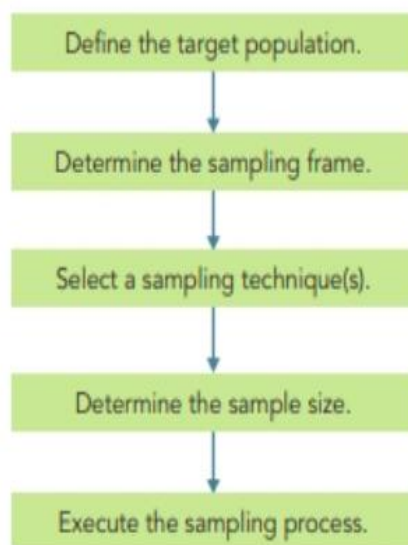 Define the target population.
Determine the sampling frame.
Select a sampling technique(s).
Determine the sample size.
Execute the sampling process.